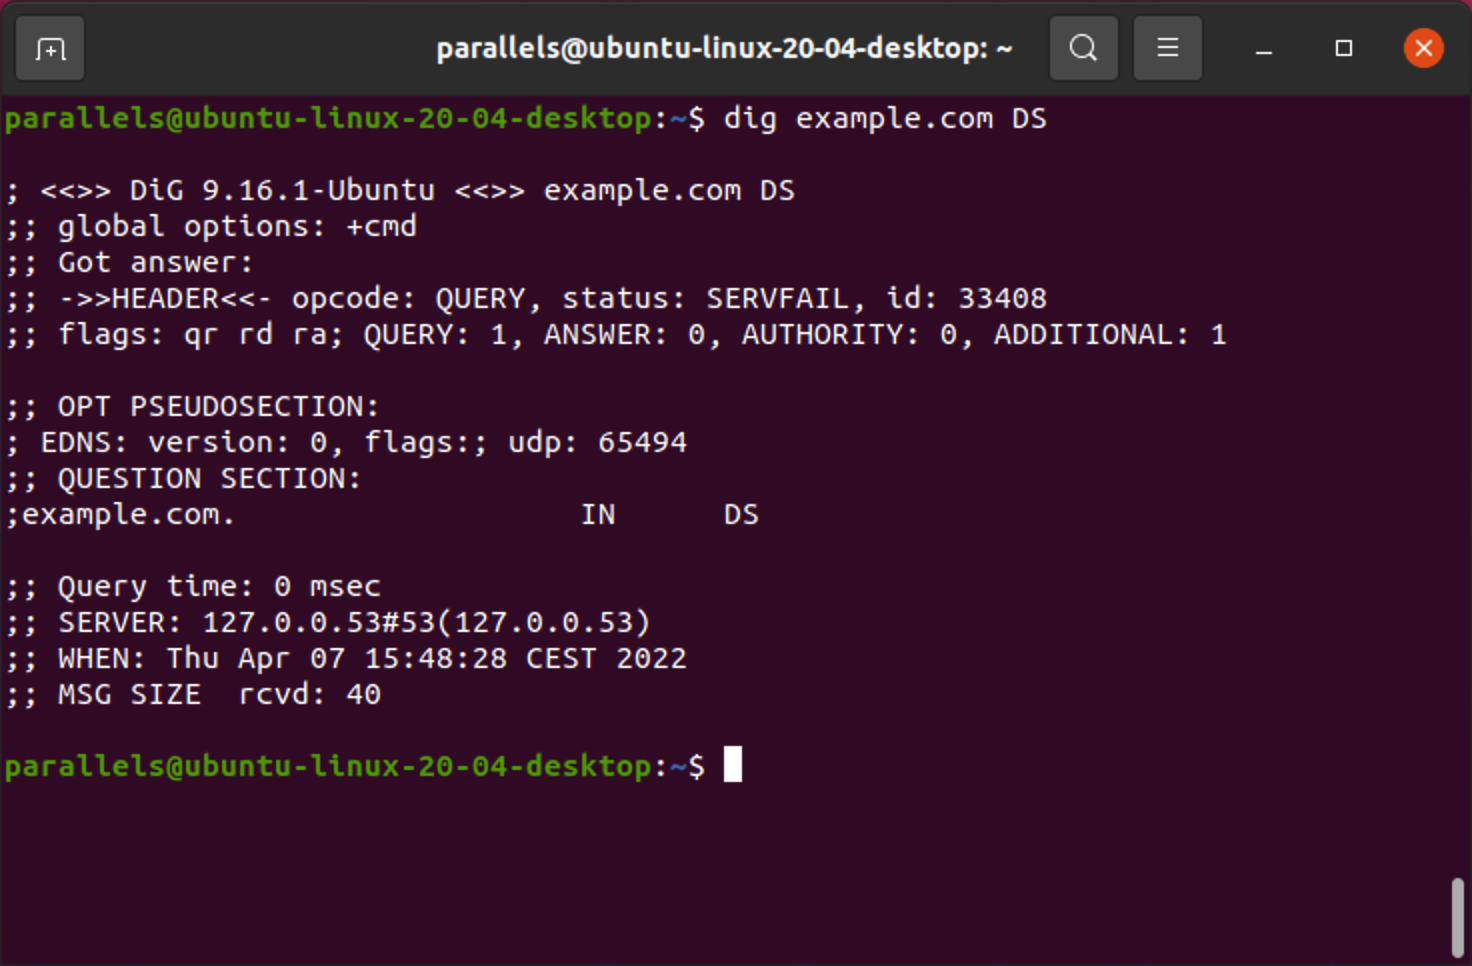 parallels@ubuntu-linux-20-04-desktop: ~
parallels@ubuntu-linux-20-04-desktop:~$ dig example.com DS
; <<>> DiG 9.16.1-Ubuntu <<>> example.com DS
;; global options: +cmd
;; Got answer:
;; ->>HEADER<<- opcode: QUERY, status: SERVFAIL, id: 33408
;; flags: qr rd ra; QUERY: 1, ANSWER: 0, AUTHORITY: 0, ADDITIONAL: 1
;; OPT PSEUDOSECTION:
; EDNS: version: 0, flags:; udp: 65494
;; QUESTION SECTION:
;example.com. IN DS
;; Query time: 0 msec
;; SERVER: 127.0.0.53#53(127.0.0.53)
;; WHEN: Thu Apr 07 15:48:28 CEST 2022
;; MSG SIZE  rcvd: 40
parallels@ubuntu-linux-20-04-desktop:~$